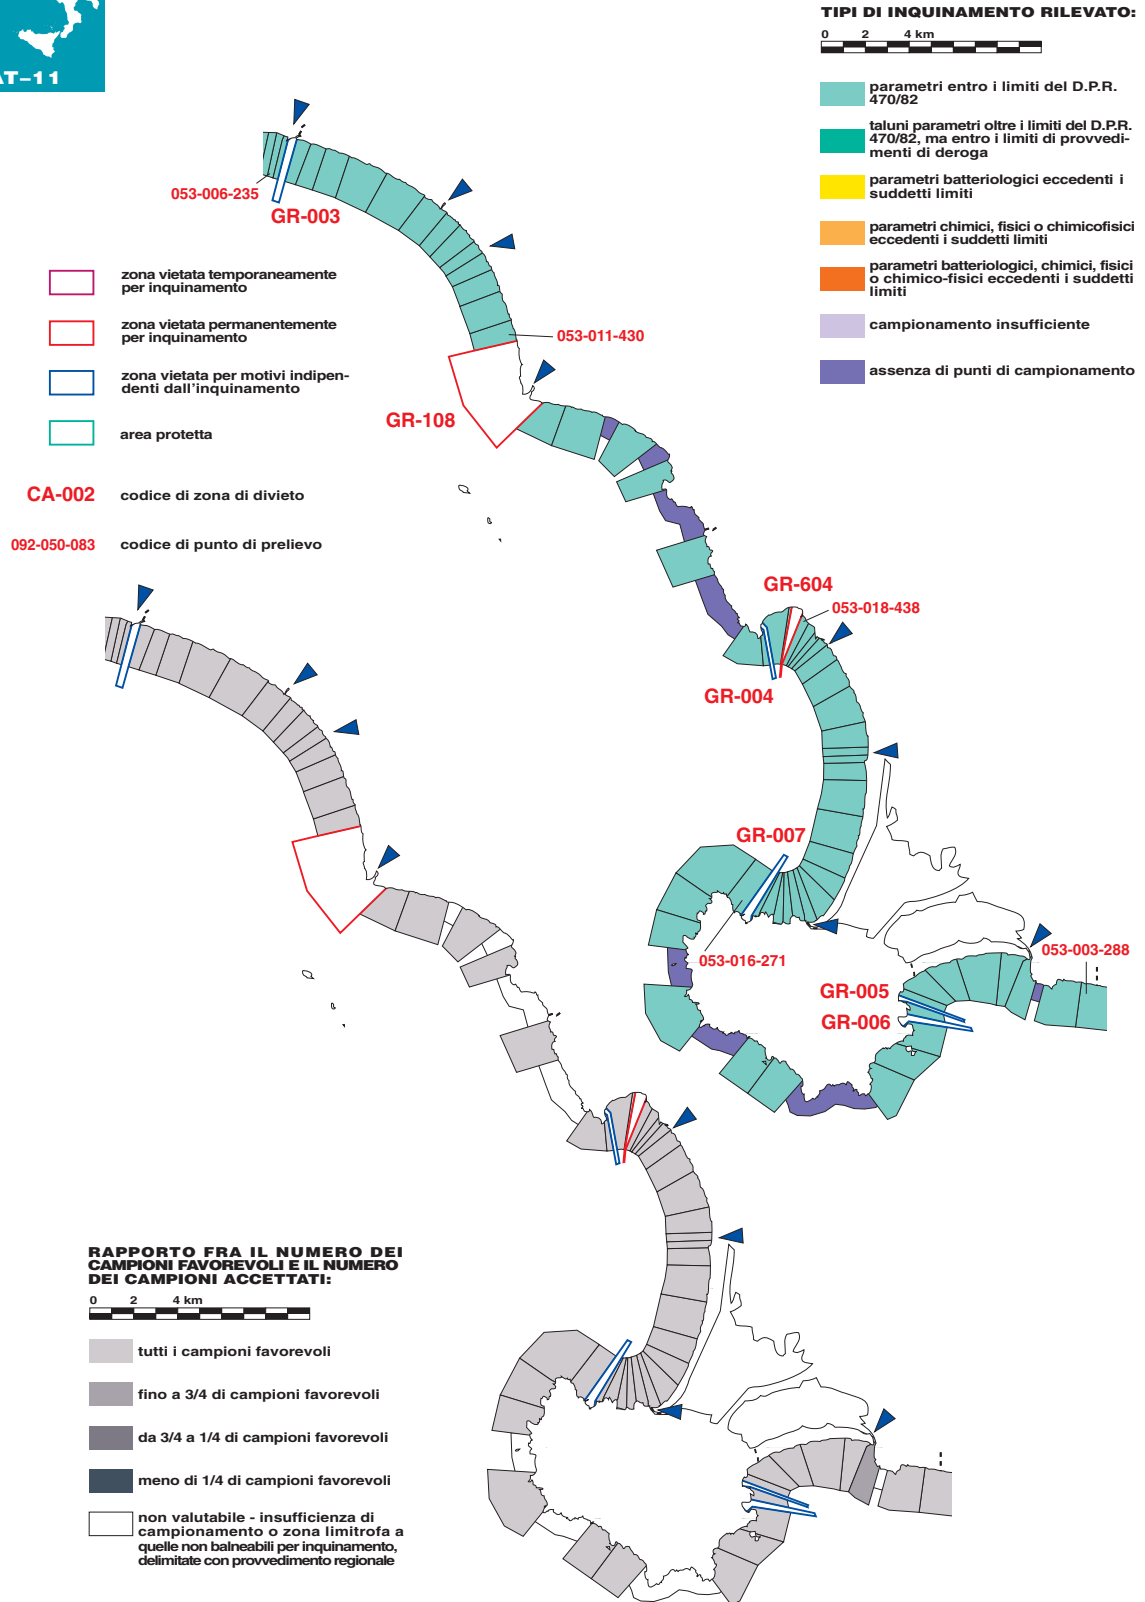 AT-11
TIPI DI INQUINAMENTO RILEVATO:
0 2 4 km
parametri entro i limiti del D.P.R.
470/82
taluni parametri oltre i limiti del D.P.R.
470/82, ma entro i limiti di provvedi-
menti di deroga
parametri batteriologici eccedenti i
suddetti limiti
parametri chimici, fisici o chimicofisici
eccedenti i suddetti limiti
parametri batteriologici, chimici, fisici
o chimico-fisici eccedenti i suddetti
limiti
campionamento insufficiente
assenza di punti di campionamento
053-006-235
GR-003
zona vietata temporaneamente
per inquinamento
zona vietata permanentemente
per inquinamento
zona vietata per motivi indipen-
denti dall'inquinamento
area protetta
CA-002 codice di zona di divieto
092-050-083 codice di punto di prelievo
053-011-430
GR-108
GR-604
053-018-438
GR-004
GR-007
053-016-271
053-003-288
GR-005
GR-006
RAPPORTO FRA IL NUMERO DEI
CAMPIONI FAVOREVOLI E IL NUMERO
DEI CAMPIONI ACCETTATI:
0 2 4 km
tutti i campioni favorevoli
fino a 3/4 di campioni favorevoli
da 3/4 a 1/4 di campioni favorevoli
meno di 1/4 di campioni favorevoli
non valutabile - insufficienza di
campionamento o zona limitrofa a
quelle non balneabili per inquinamento,
delimitate con provvedimento regionale